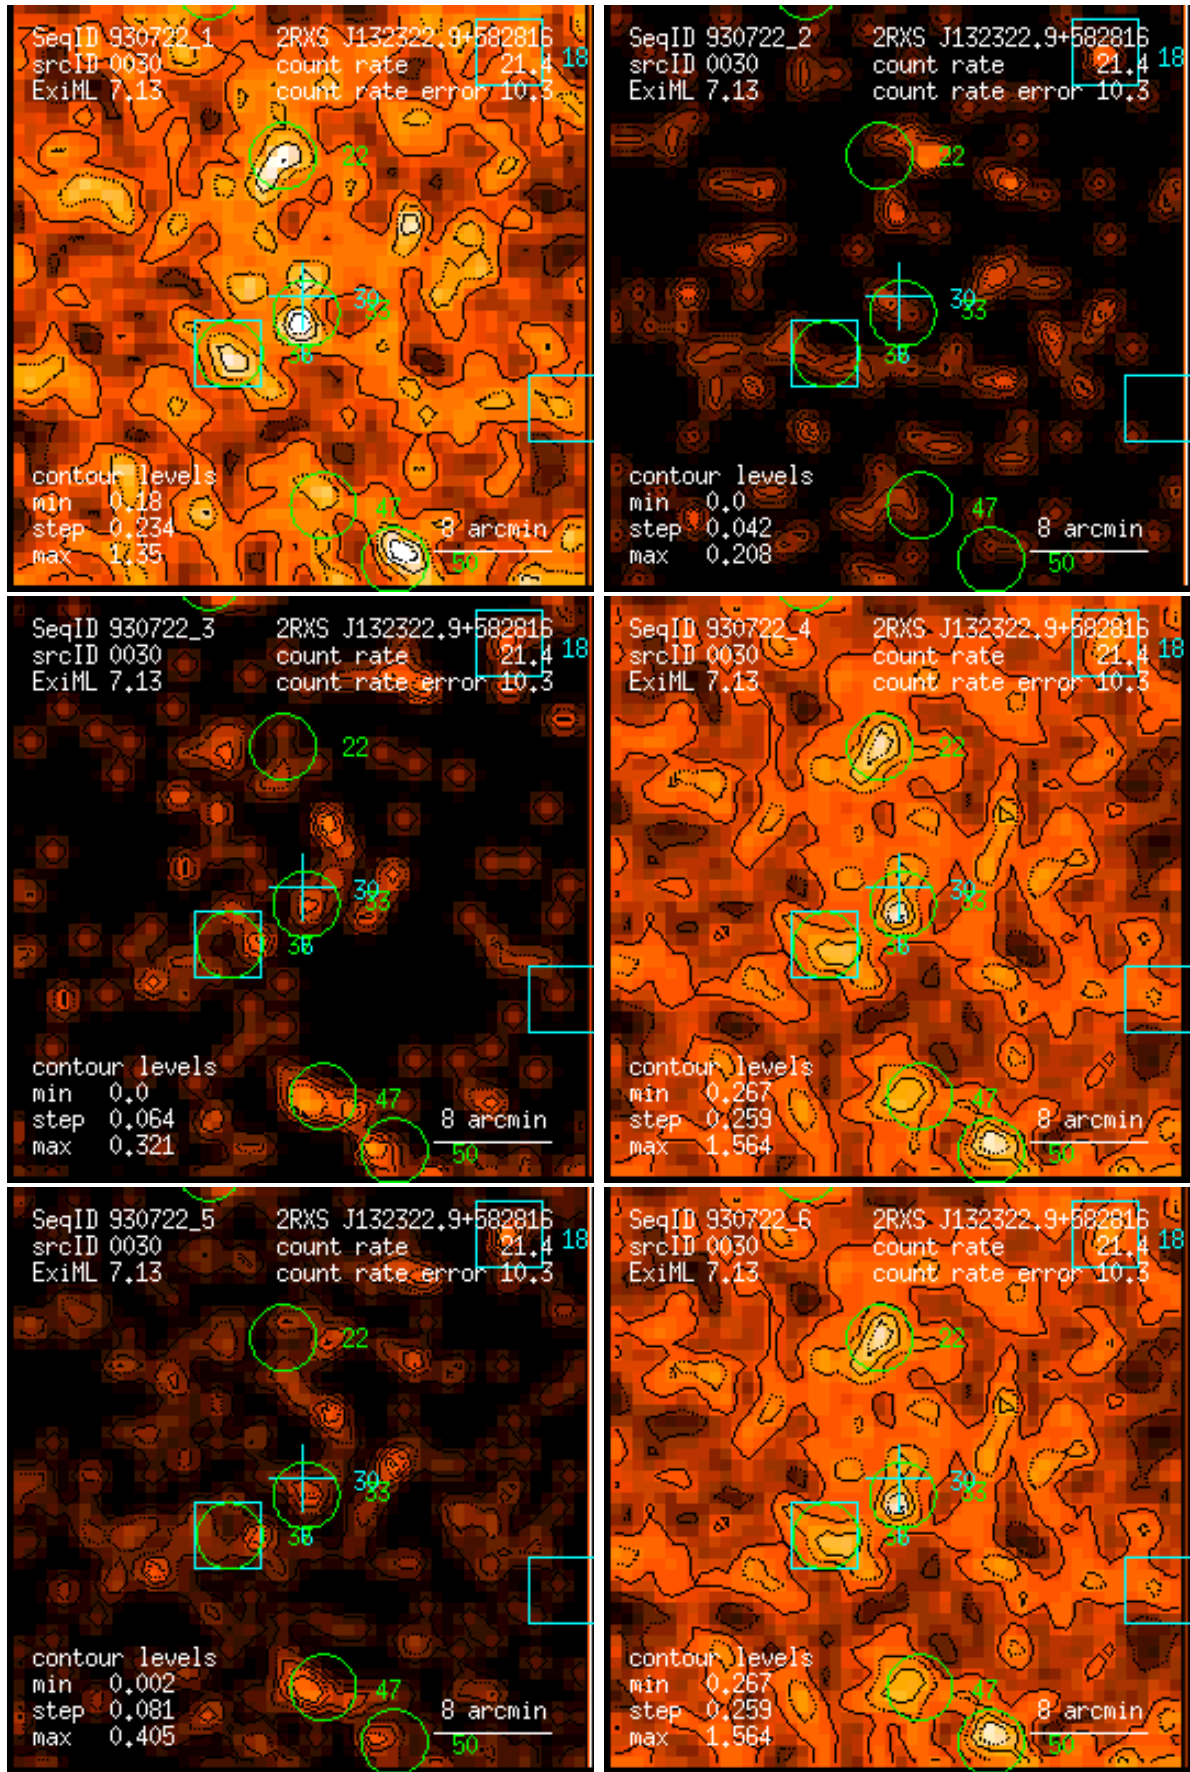 SeqID 930722_1 2RXS J132322.9+582816
srcID 0030 count rate 21.4 18
ExiML 7.13 count rate error 10.3
22
30
33
36
contour levels
min 0.18
47
step 0.234 8 arcmin
max 1.35 50
SeqID 930722_2 2RXS J132322.9+582816
srcID 0030 count rate 21.4 18
ExiML 7.13 count rate error 10.3
22
30
33
36
contour levels
min 0.0 47
step 0.042 8 arcmin
max 0.208 50
SeqID 930722_3 2RXS J132322.9+582816
srcID 0030 count rate 21.4 18
ExiML 7.13 count rate error 10.3
22
30
33
36
contour levels
min 0.0 47
step 0.064 8 arcmin
max 0.321 50
SeqID 930722_4 2RXS J132322.9+582816
srcID 0030 count rate 21.4 18
ExiML 7.13 count rate error 10.3
22
30
33
36
contour levels
min 0.267 47
step 0.259 8 arcmin
max 1.564 50
SeqID 930722_5 2RXS J132322.9+582816
srcID 0030 count rate 21.4 18
ExiML 7.13 count rate error 10.3
22
30
33
36
contour levels
min 0.002 47
step 0.081 8 arcmin
max 0.405 50
SeqID 930722_6 2RXS J132322.9+582816
srcID 0030 count rate 21.4 18
ExiML 7.13 count rate error 10.3
22
30
33
36
contour levels
min 0.267 47
step 0.259 8 arcmin
max 1.564 50